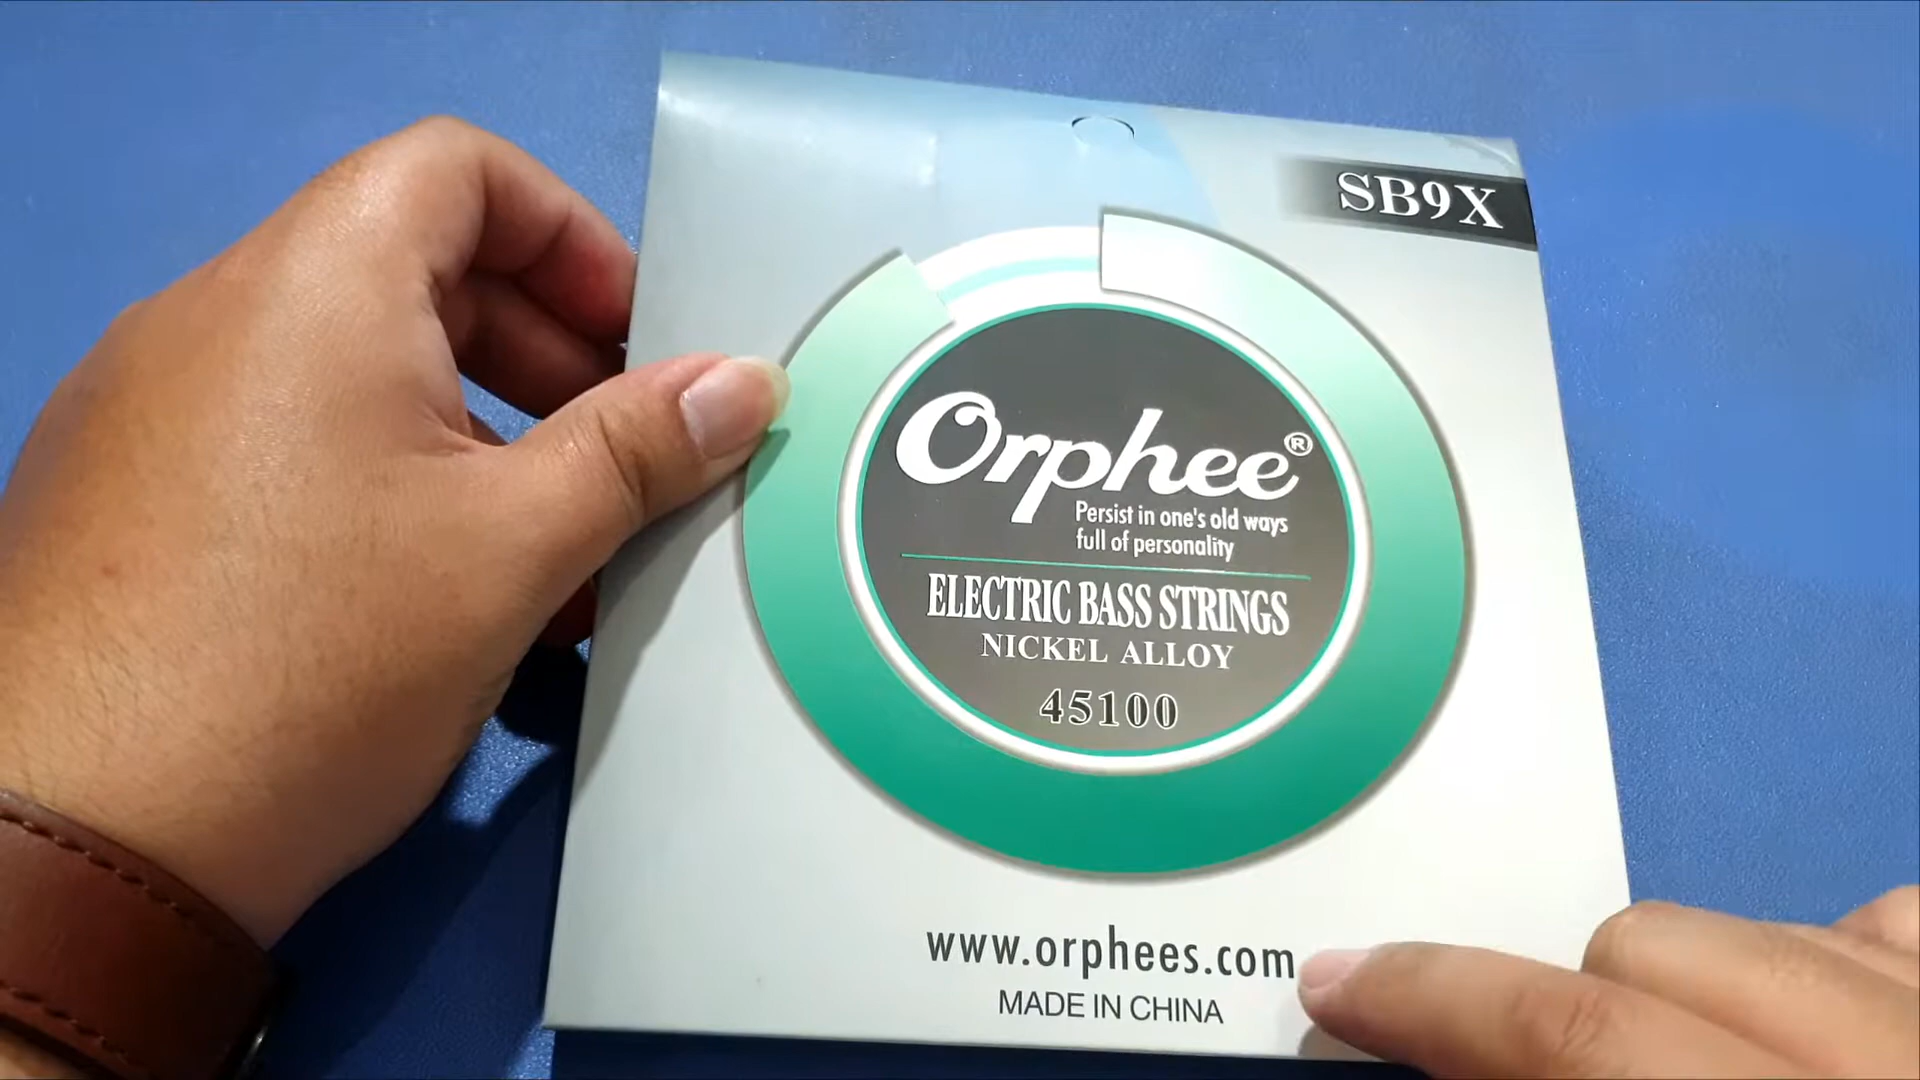 SB9X
Orphee®
Persist in one's old ways
full of personality
ELECTRIC BASS STRINGS
NICKEL ALLOY
45100
www.orphees.com
MADE IN CHINA